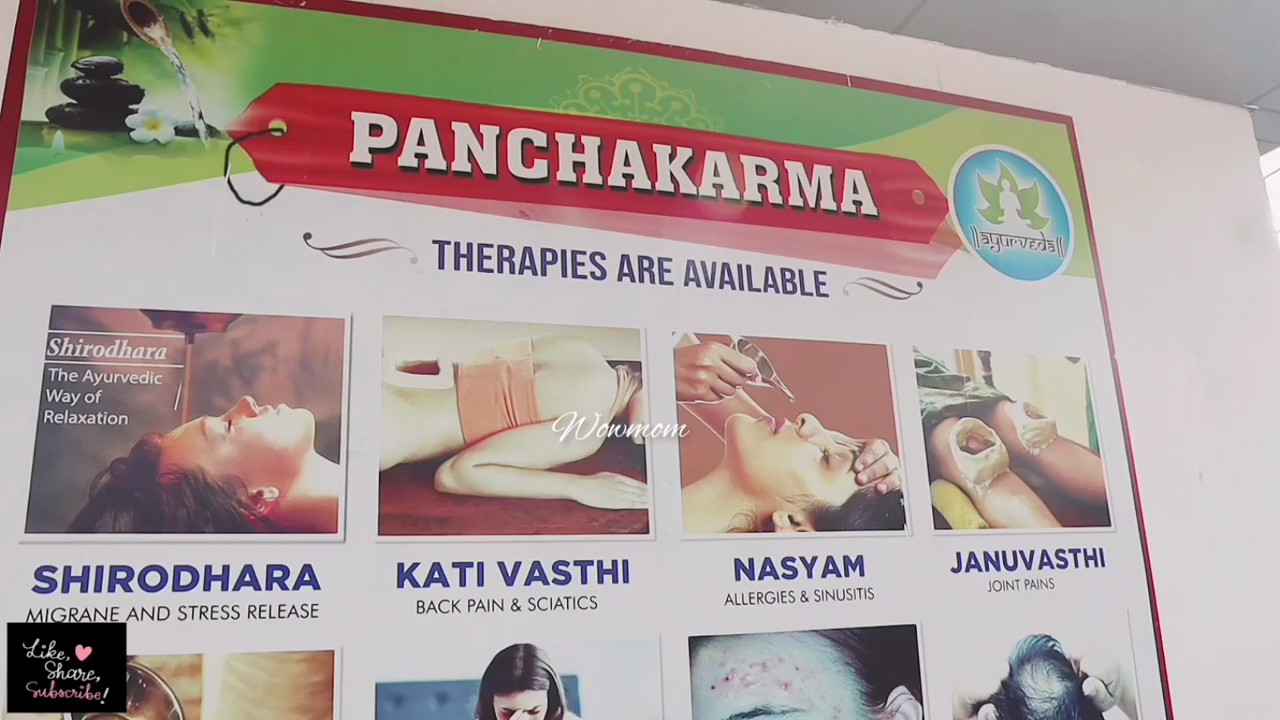 PANCHAKARMA
||ayurveda||
THERAPIES ARE AVAILABLE
Shirodhara
The Ayurvedic
Way of
Relaxation
Wowmom
SHIRODHARA
MIGRANE AND STRESS RELEASE
KATI VASTHI
BACK PAIN & SCIATICS
NASYAM
ALLERGIES & SINUSITIS
JANUVASTHI
JOINT PAINS
Like,
Share,
Subscribe!